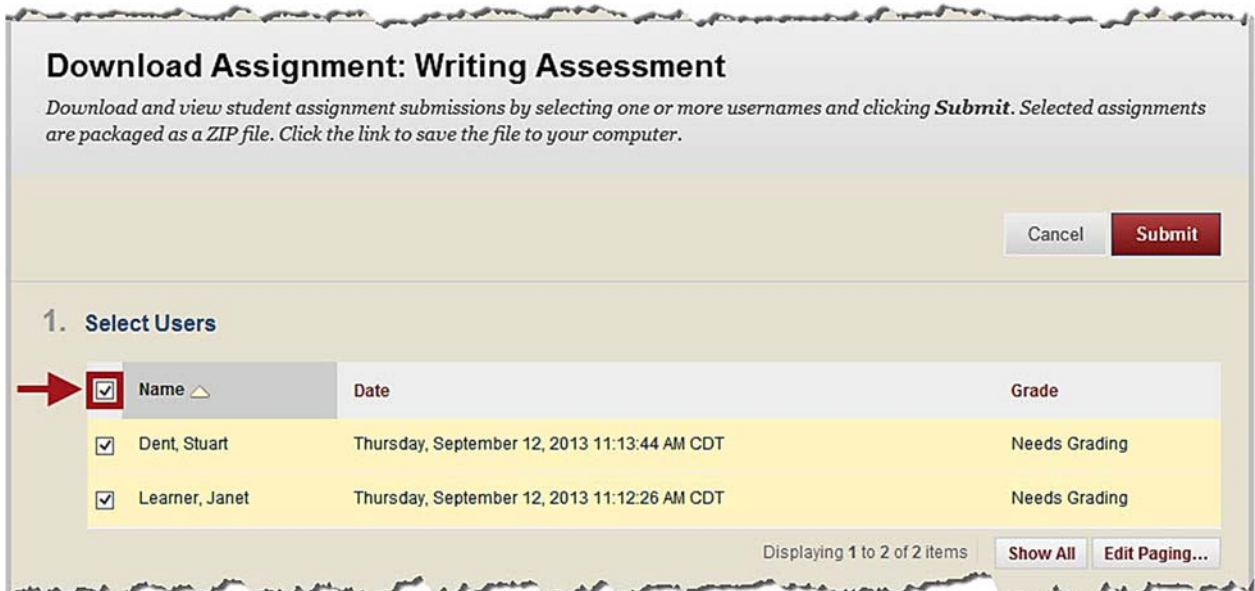 Download Assignment: Writing Assessment
Download and view student assignment submissions by selecting one or more usernames and clicking Submit. Selected assignments
are packaged as a ZIP file. Click the link to save the file to your computer.
Cancel Submit
1. Select Users
Name Date Grade
Dent, Stuart Thursday, September 12, 2013 11:13:44 AM CDT Needs Grading
Learner, Janet Thursday, September 12, 2013 11:12:26 AM CDT Needs Grading
Displaying 1 to 2 of 2 items Show All Edit Paging...